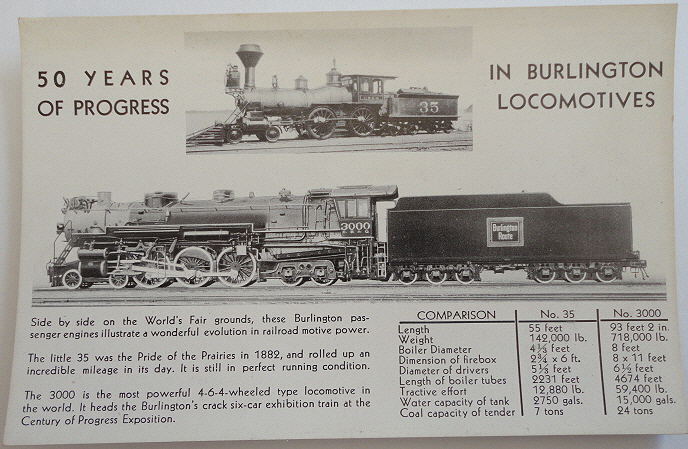 50 YEARS
OF PROGRESS
IN BURLINGTON
LOCOMOTIVES
35
3000
Burlington
Route
Side by side on the World's Fair grounds, these Burlington pas-
senger engines illustrate a wonderful evolution in railroad motive power.
The little 35 was the Pride of the Prairies in 1882, and rolled up an
incredible mileage in its day. It is still in perfect running condition.
The 3000 is the most powerful 4-6-4-wheeled type locomotive in
the world. It heads the Burlington's crack six-car exhibition train at the
Century of Progress Exposition.
COMPARISON No. 35 No. 3000
Length 55 feet 93 feet 2 in.
Weight 142,000 lb. 718,000 lb.
Boiler Diameter 4⅓ feet 8 feet
Dimension of firebox 2¾ x 6 ft. 8 x 11 feet
Diameter of drivers 5⅓ feet 6½ feet
Length of boiler tubes 2231 feet 4674 feet
Tractive effort 12,880 lb. 59,400 lb.
Water capacity of tank 2750 gals. 15,000 gals.
Coal capacity of tender 7 tons 24 tons